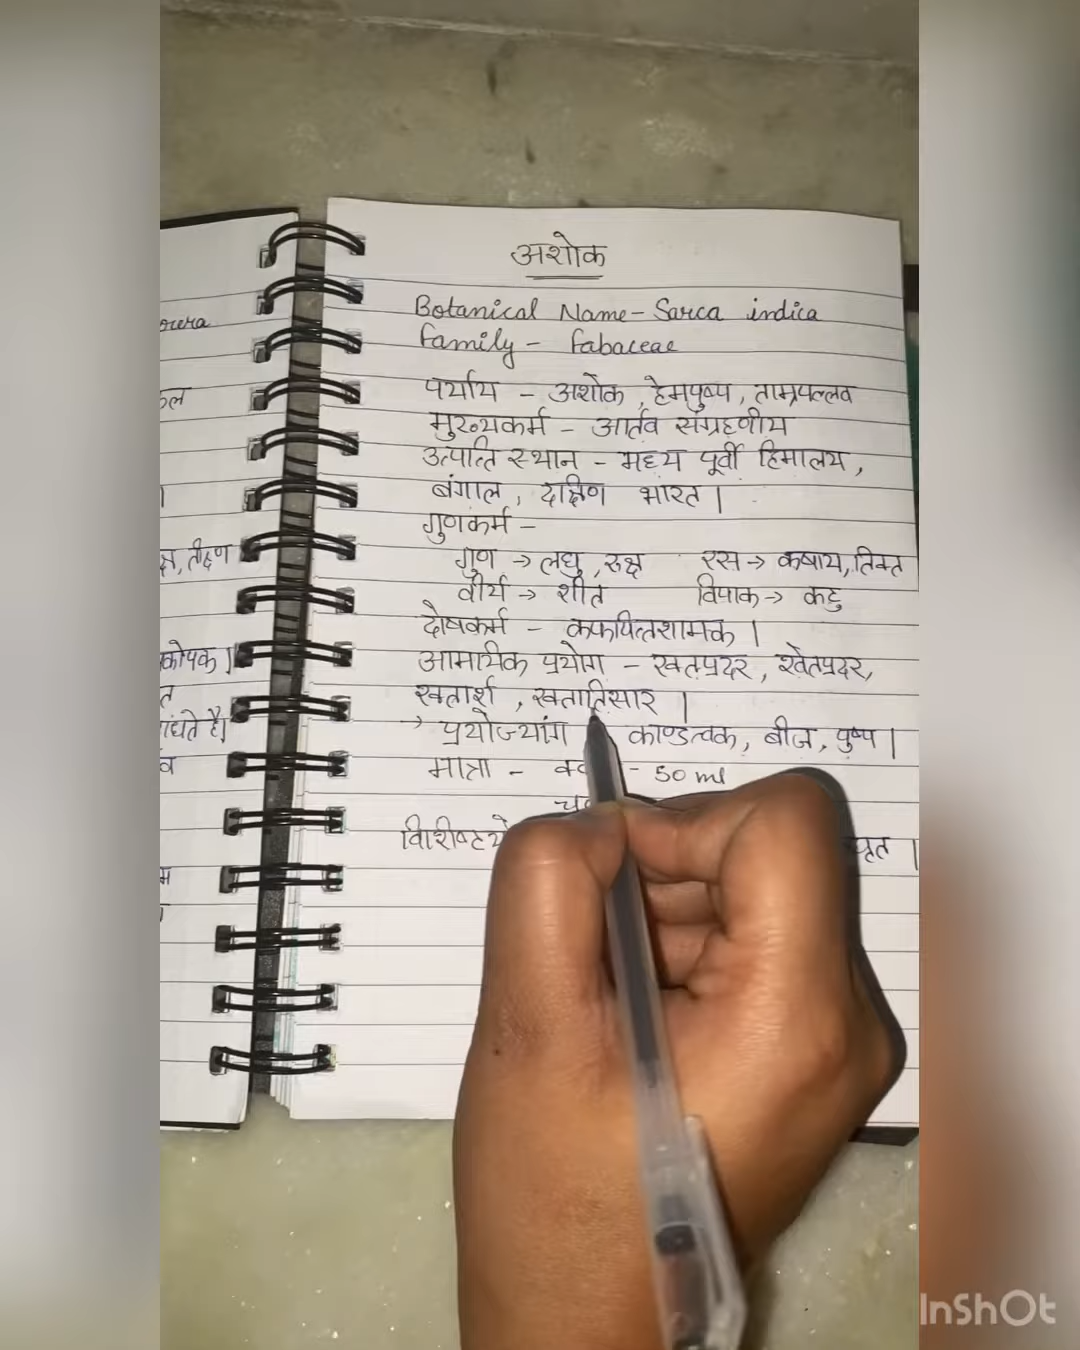 अशोक
Botanical Name - Sarca indica
Family - Fabaceae
पर्याय - अशोक, हेमपुष्प, ताम्रपल्लव
मुख्यकर्म - आर्तव संग्रहणीय
उत्पत्ति स्थान - मध्य पूर्वी हिमालय,
बंगाल, दक्षिण भारत।
गुणकर्म -
गुण → लघु, रुक्ष रस → कषाय, तिक्त
वीर्य → शीत विपाक → कटु
दोषकर्म - कफपित्तशामक।
आमयिक प्रयोग - रक्तप्रदर, श्वेतप्रदर,
रक्तार्श, रक्तातिसार।
→ प्रयोज्यांग काण्डत्वक, बीज, पुष्प।
मात्रा - - 50 ml
क्ष, तीक्ष्ण
कोपक।
InShOt